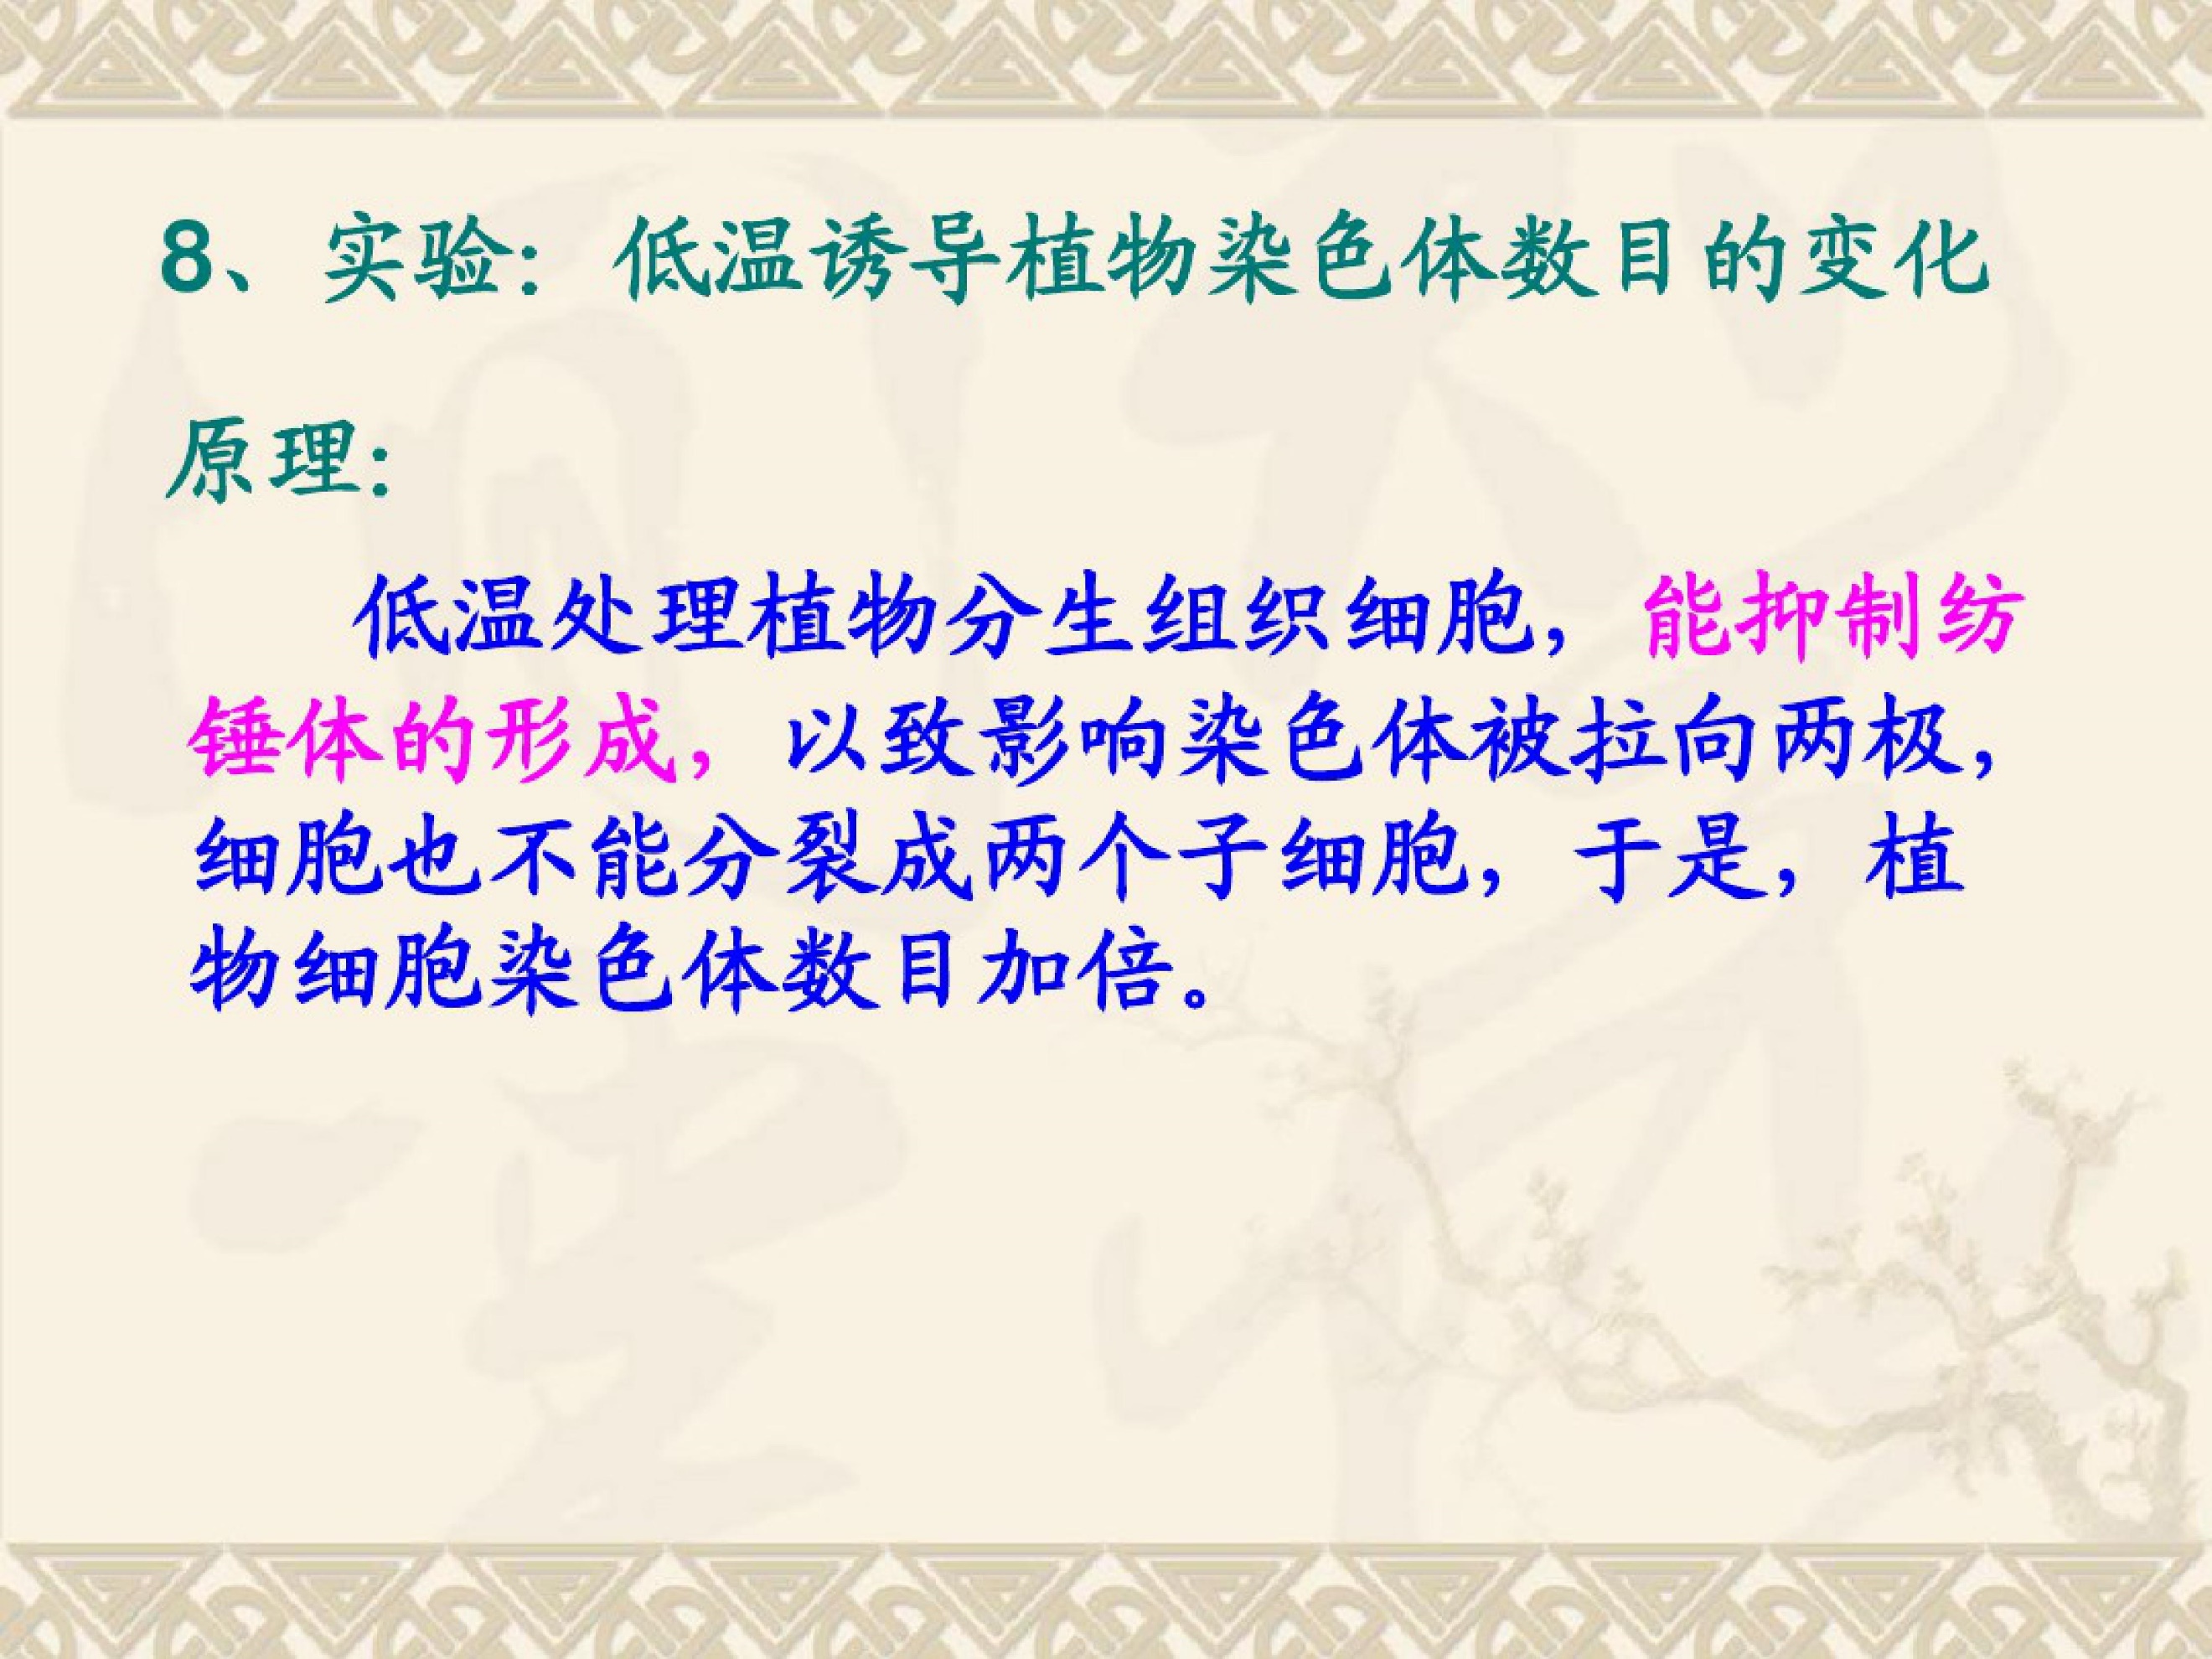 8、实验：低温诱导植物染色体数目的变化
原理：
低温处理植物分生组织细胞，能抑制纺
锤体的形成，以致影响染色体被拉向两极，
细胞也不能分裂成两个子细胞，于是，植
物细胞染色体数目加倍。